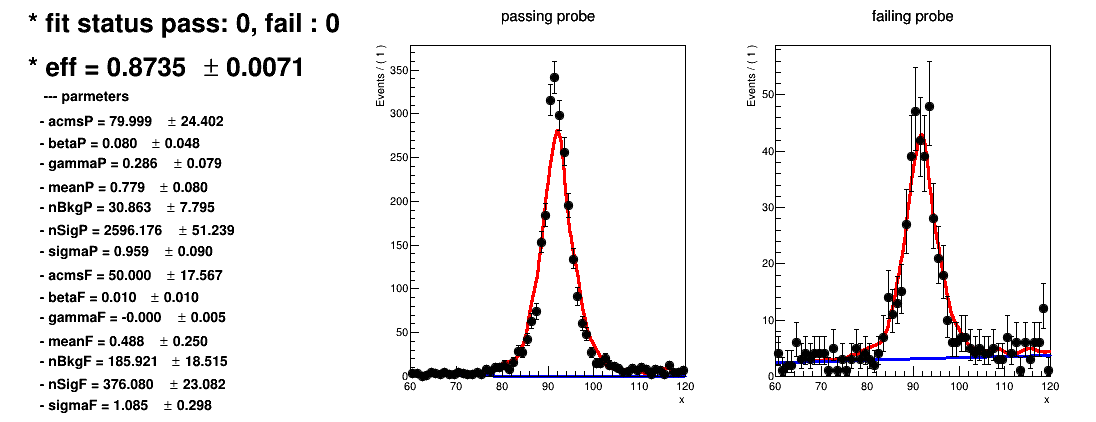 * fit status pass: 0, fail : 0
* eff = 0.8735 ± 0.0071
--- parmeters
- acmsP = 79.999 ± 24.402
- betaP = 0.080 ± 0.048
- gammaP = 0.286 ± 0.079
- meanP = 0.779 ± 0.080
- nBkgP = 30.863 ± 7.795
- nSigP = 2596.176 ± 51.239
- sigmaP = 0.959 ± 0.090
- acmsF = 50.000 ± 17.567
- betaF = 0.010 ± 0.010
- gammaF = -0.000 ± 0.005
- meanF = 0.488 ± 0.250
- nBkgF = 185.921 ± 18.515
- nSigF = 376.080 ± 23.082
- sigmaF = 1.085 ± 0.298
passing probe
Events / ( 1 )
350
300
250
200
150
100
50
0
60 70 80 90 100 110 120
x
failing probe
Events / ( 1 )
50
40
30
20
10
0
60 70 80 90 100 110 120
x